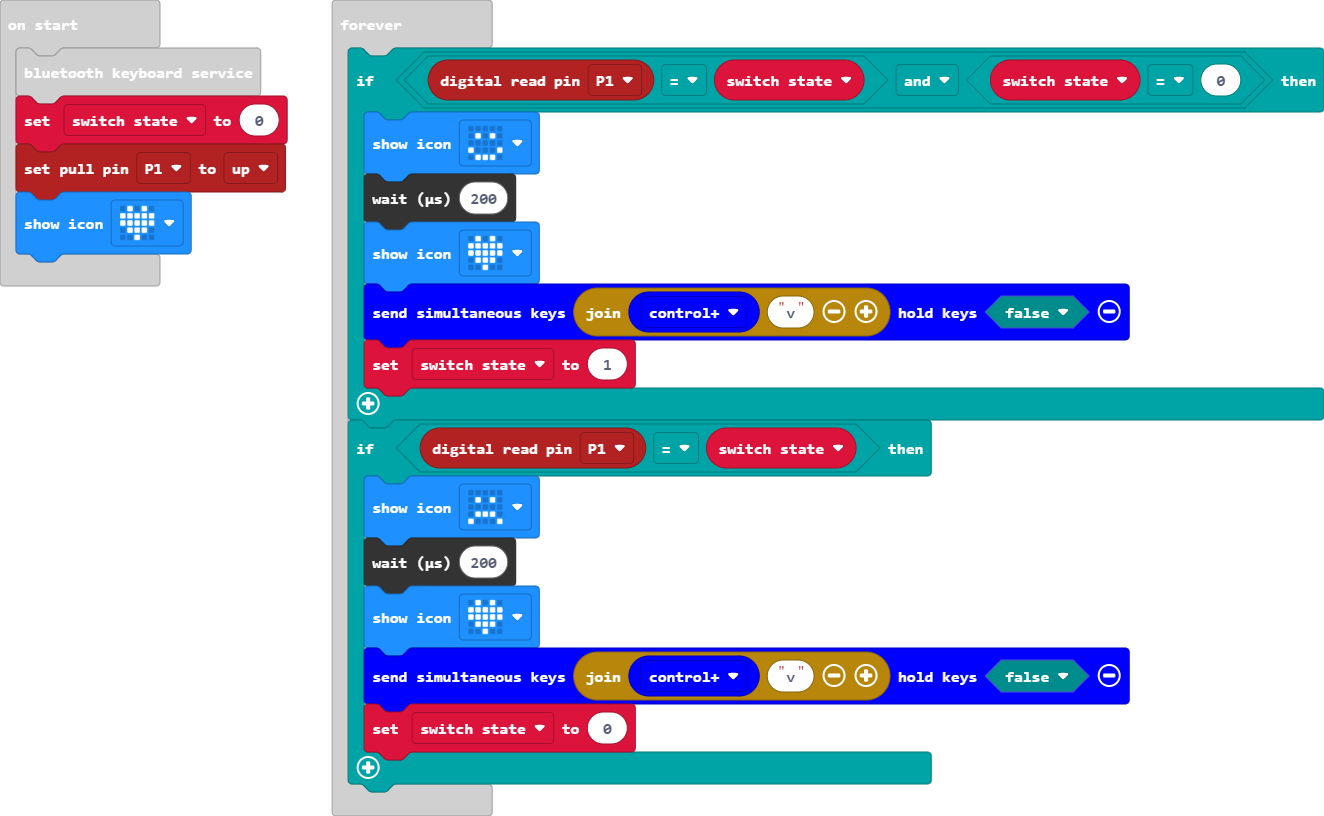 on start
bluetooth keyboard service
set switch state to 0
set pull pin P1 to up
show icon
forever
if digital read pin P1 = switch state and switch state = 0 then
show icon
wait (µs) 200
show icon
send simultaneous keys join control+ "v" hold keys false
set switch state to 1
if digital read pin P1 = switch state then
show icon
wait (µs) 200
show icon
send simultaneous keys join control+ "v" hold keys false
set switch state to 0